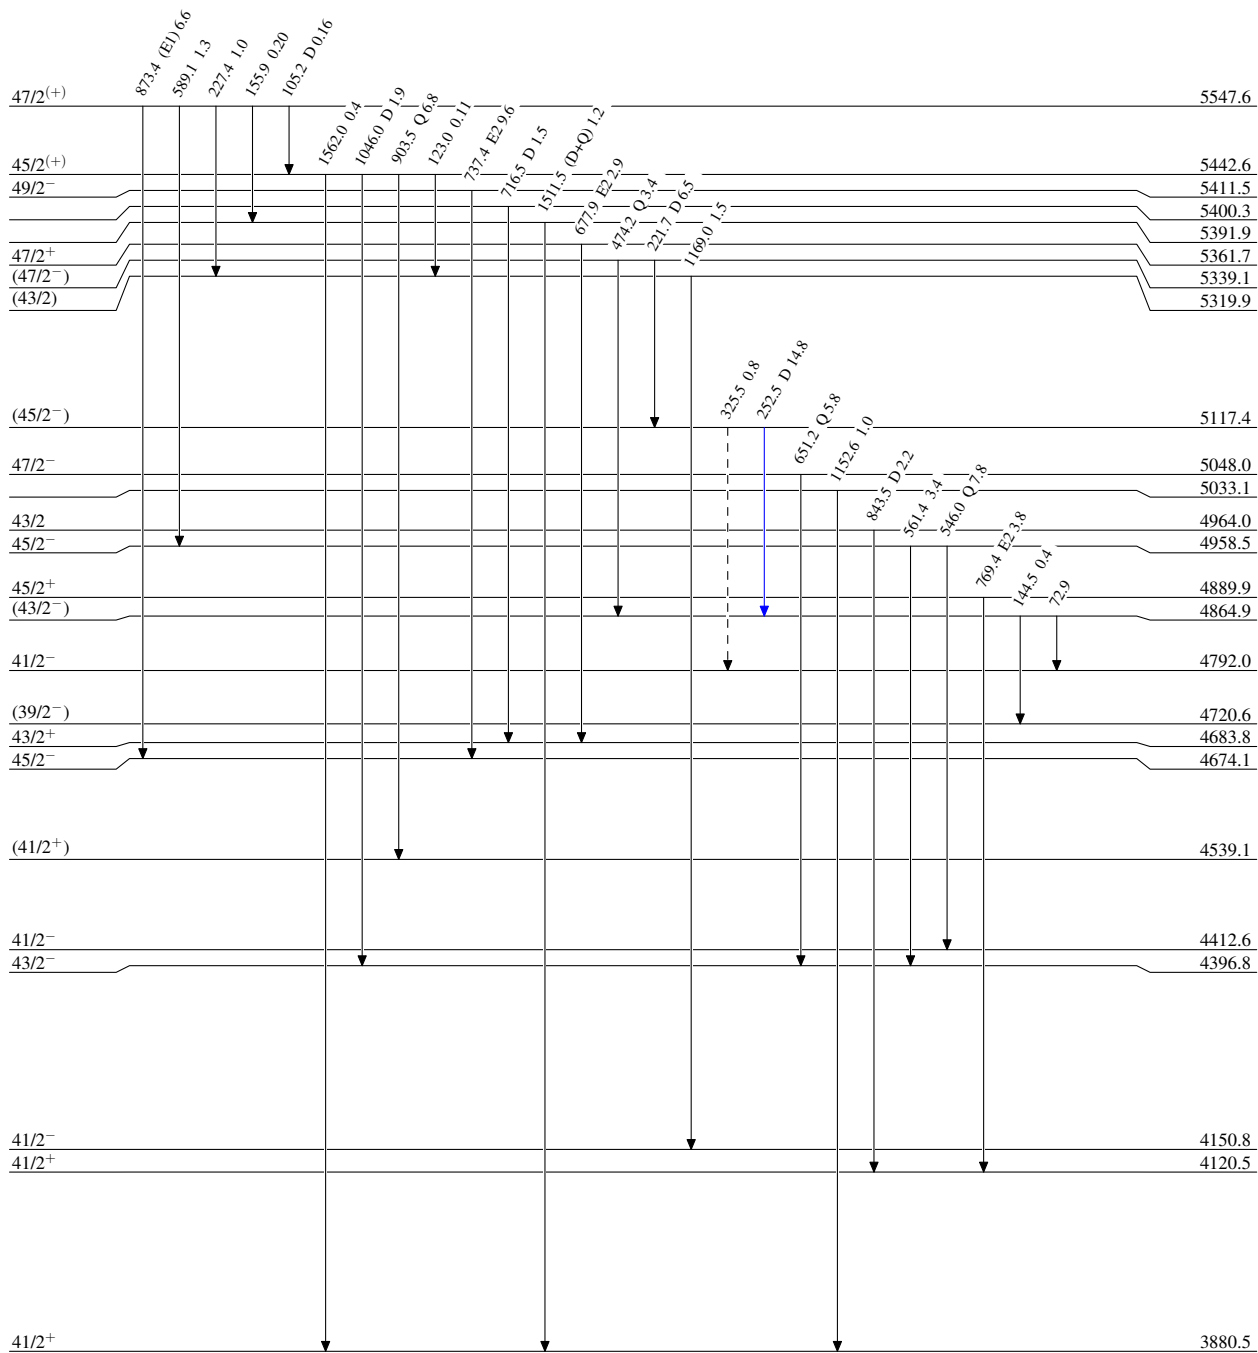 873.4 (E1) 6.6
589.1 1.3
227.4 1.0
155.9 0.20
105.2 D 0.16
47/2(+) 5547.6
1562.0 0.4
1046.0 D 1.9
903.5 Q 6.8
123.0 0.11
45/2(+) 5442.6
737.4 E2 9.6
49/2− 5411.5
716.5 D 1.5
1511.5 (D+Q) 1.2
5400.3
5391.9
677.9 E2 2.9
47/2+ 5361.7
474.2 Q 3.4
221.7 D 6.5
(47/2−) 5339.1
1169.0 1.5
(43/2) 5319.9
325.5 0.8
252.5 D 14.8
(45/2−) 5117.4
651.2 Q 5.8
47/2− 5048.0
1152.6 1.0
5033.1
843.5 D 2.2
43/2 4964.0
561.4 3.4
546.0 Q 7.8
45/2− 4958.5
769.4 E2 3.8
45/2+ 4889.9
144.5 0.4
72.9
(43/2−) 4864.9
41/2− 4792.0
(39/2−) 4720.6
43/2+ 4683.8
45/2− 4674.1
(41/2+) 4539.1
41/2− 4412.6
43/2− 4396.8
41/2− 4150.8
41/2+ 4120.5
41/2+ 3880.5